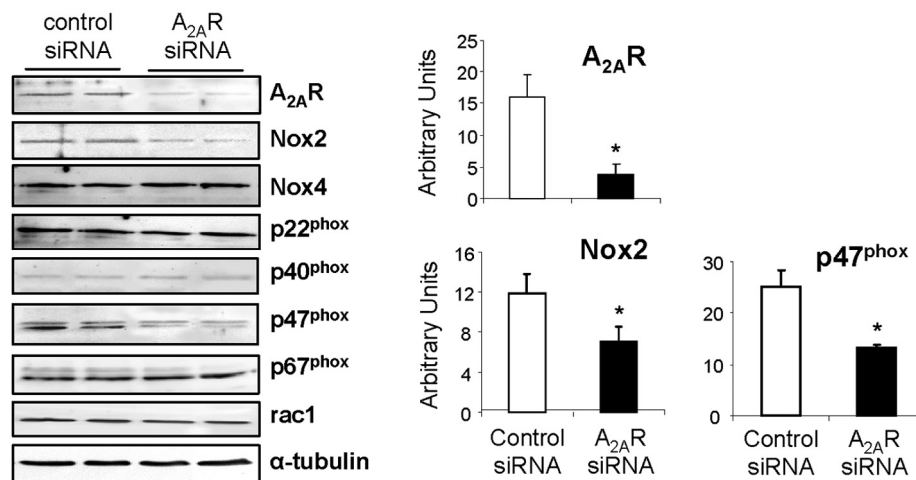 control siRNA
A2AR siRNA
A2AR
Nox2
Nox4
p22phox
p40phox
p47phox
p67phox
rac1
α-tubulin
A2AR
Arbitrary Units
25
20
15
10
5
0
*
Nox2
Arbitrary Units
16
12
8
4
0
*
Control siRNA
A2AR siRNA
p47phox
30
20
10
0
*
Control siRNA
A2AR siRNA